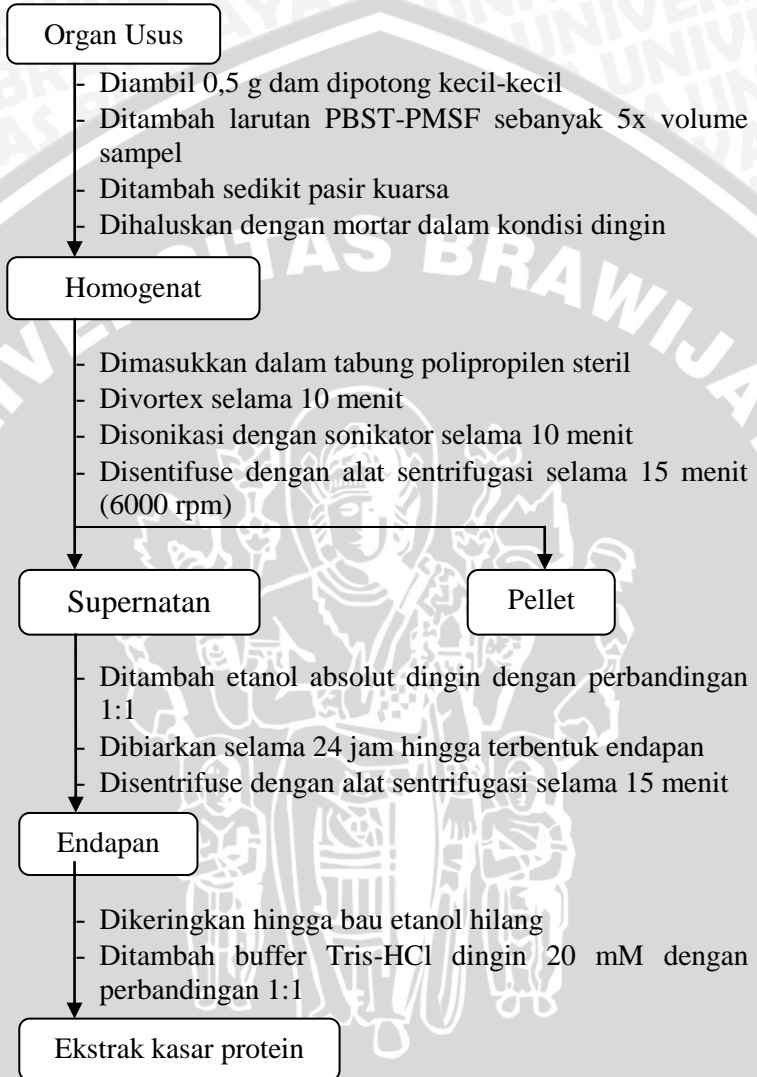 Organ Usus
- Diambil 0,5 g dam dipotong kecil-kecil
- Ditambah larutan PBST-PMSF sebanyak 5x volume
sampel
- Ditambah sedikit pasir kuarsa
- Dihaluskan dengan mortar dalam kondisi dingin
Homogenat
- Dimasukkan dalam tabung polipropilen steril
- Divortex selama 10 menit
- Disonikasi dengan sonikator selama 10 menit
- Disentifuse dengan alat sentrifugasi selama 15 menit
(6000 rpm)
Supernatan
Pellet
- Ditambah etanol absolut dingin dengan perbandingan
1:1
- Dibiarkan selama 24 jam hingga terbentuk endapan
- Disentrifuse dengan alat sentrifugasi selama 15 menit
Endapan
- Dikeringkan hingga bau etanol hilang
- Ditambah buffer Tris-HCl dingin 20 mM dengan
perbandingan 1:1
Ekstrak kasar protein